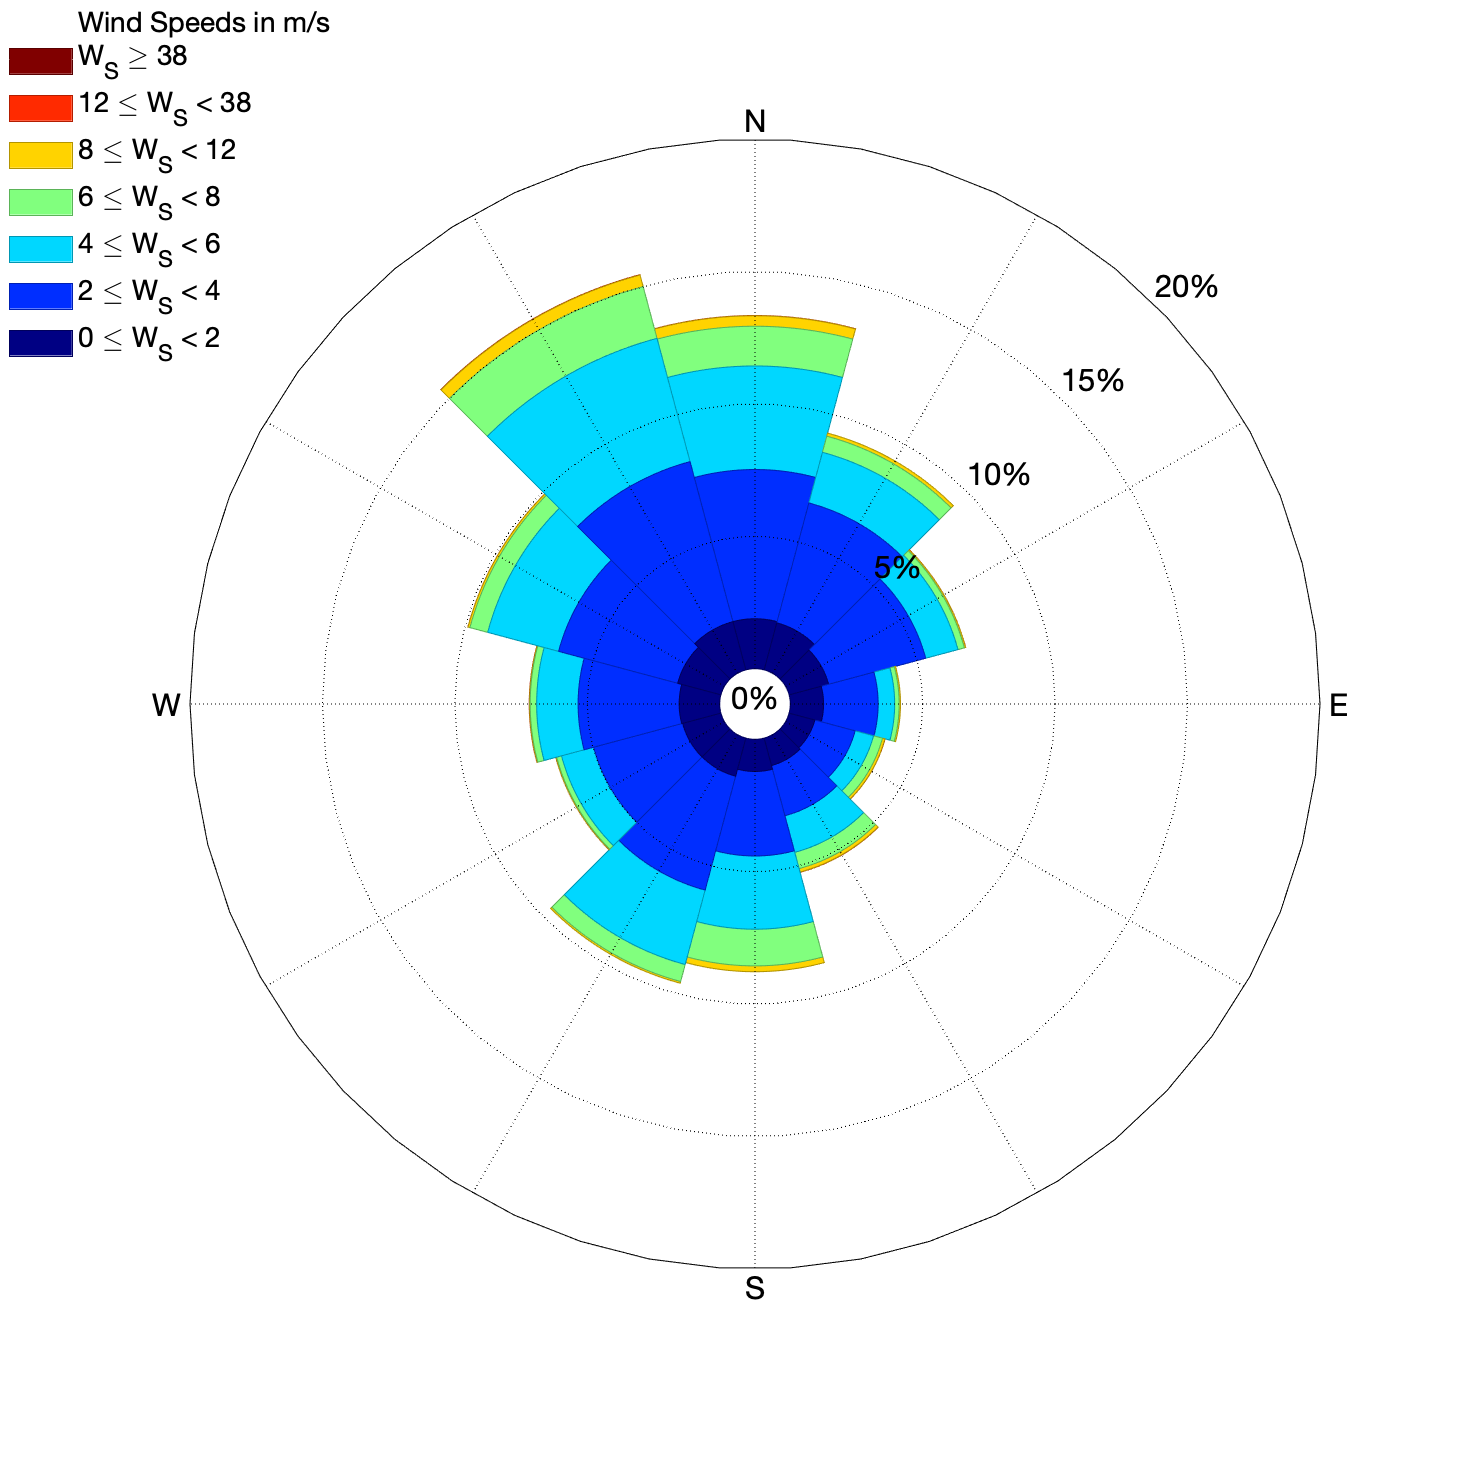 Wind Speeds in m/s
W_S ≥ 38
12 ≤ W_S < 38
8 ≤ W_S < 12
6 ≤ W_S < 8
4 ≤ W_S < 6
2 ≤ W_S < 4
0 ≤ W_S < 2
N
20%
15%
10%
5%
0%
W
E
S